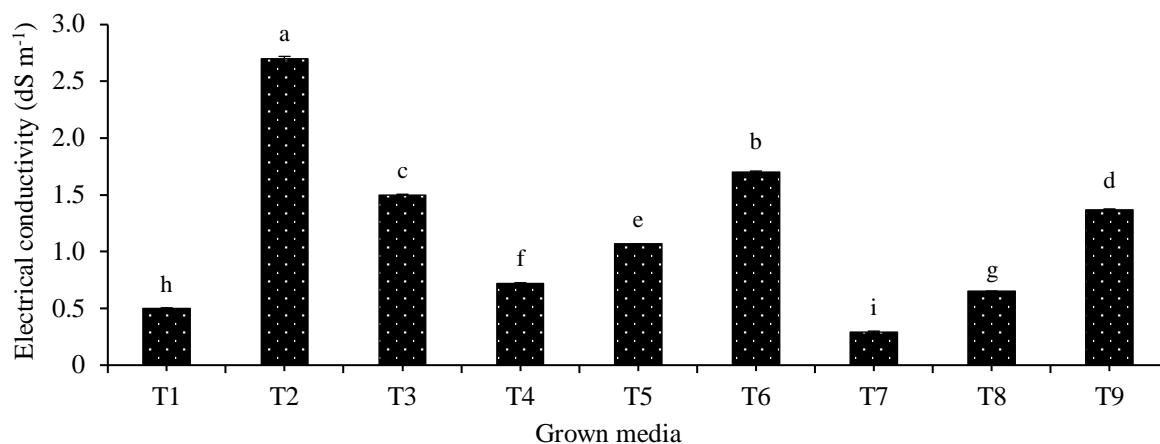 Electrical conductivity (dS m-1)
3.0
2.5
2.0
1.5
1.0
0.5
0
h
a
c
f
e
b
i
g
d
T1 T2 T3 T4 T5 T6 T7 T8 T9
Grown media